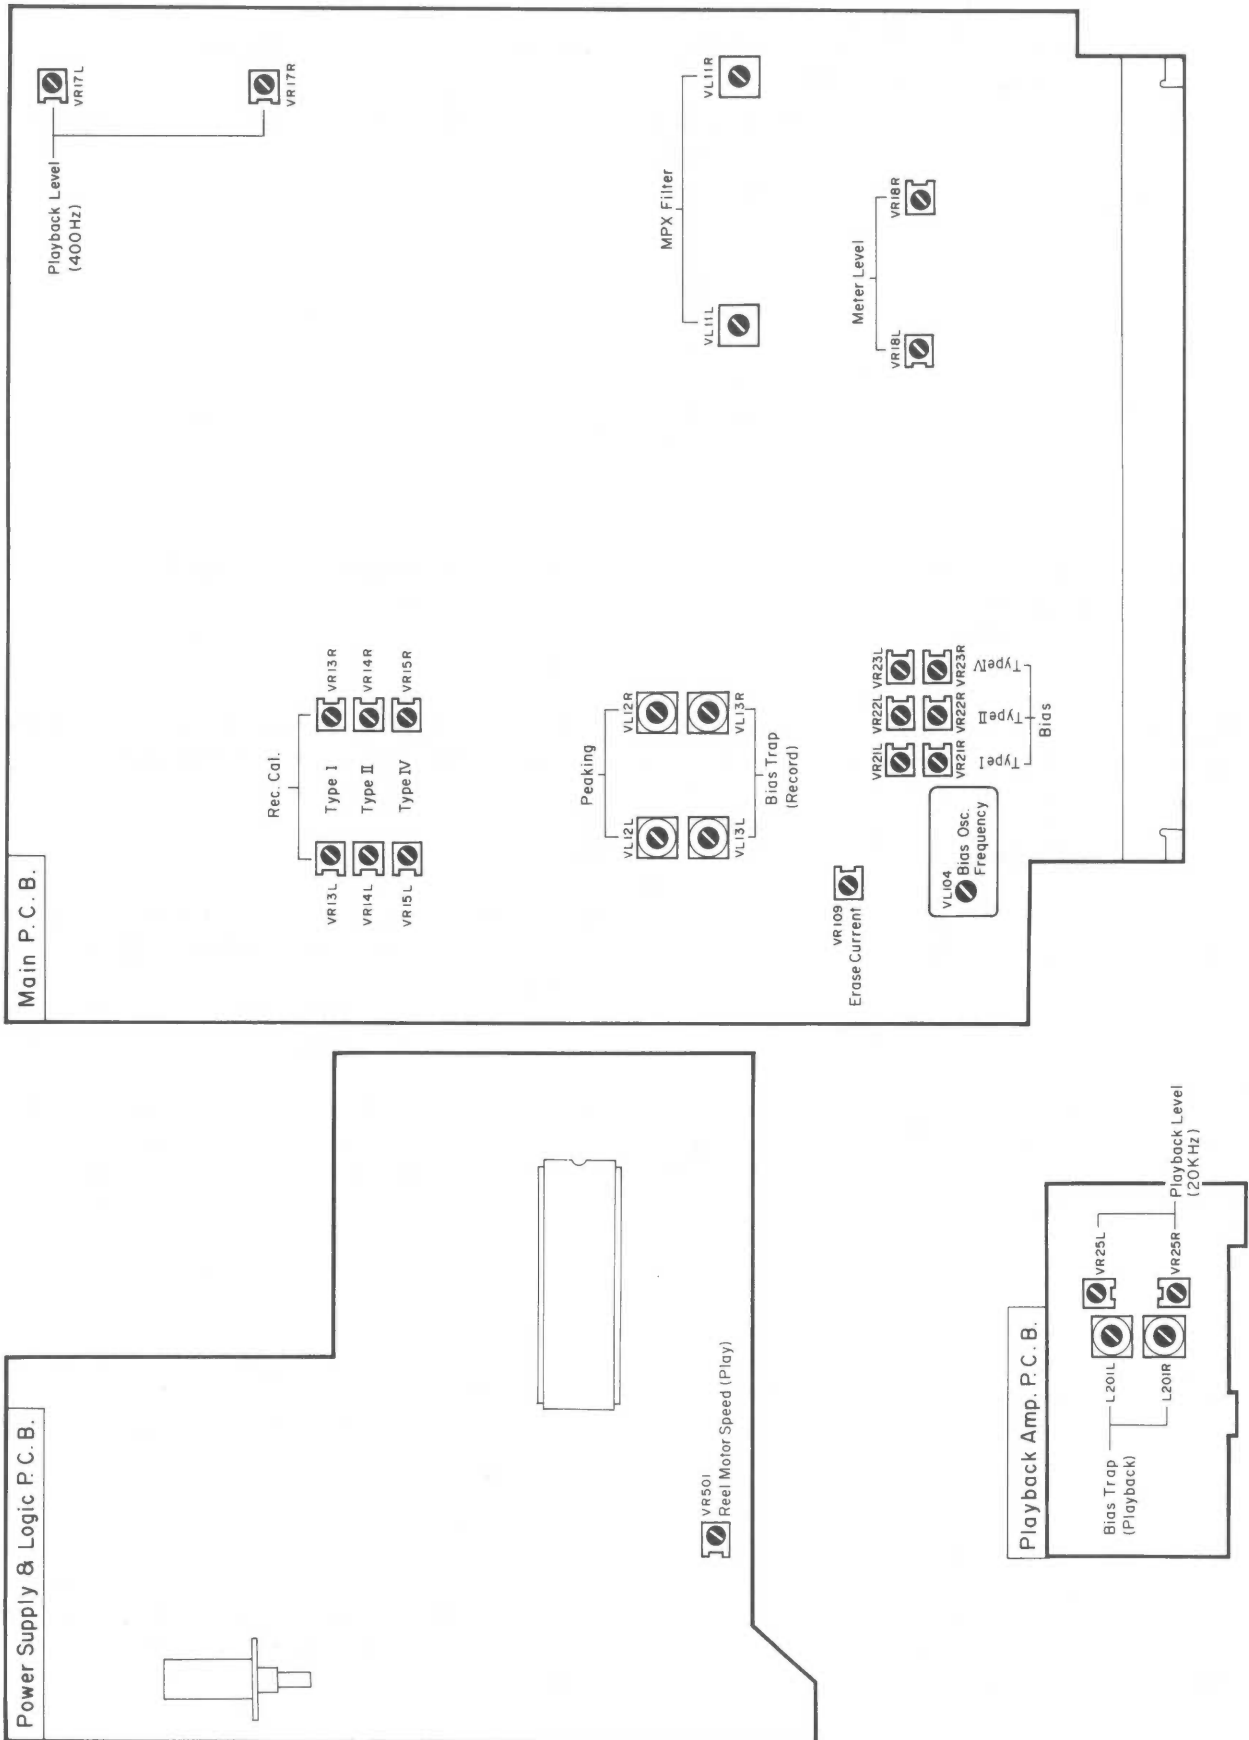 Power Supply & Logic P.C.B.
VR501
Reel Motor Speed (Play)
Main P.C.B.
Playback Level
(400Hz)
VR17L
VR17R
Rec. Cal.
VR13L
Type I
VR13R
VR14L
Type II
VR14R
VR15L
Type IV
VR15R
MPX Filter
VL11L
VL11R
Peaking
VL12L
VL12R
VL13L
VL13R
Bias Trap
(Record)
Meter Level
VR18L
VR18R
VR109
Erase Current
VR21L
VR22L
VR23L
VR21R
VR22R
VR23R
Type I
Type II
Type IV
Bias
VL104
Bias Osc.
Frequency
Playback Amp. P.C.B.
Bias Trap
(Playback)
L201L
L201R
VR25L
VR25R
Playback Level
(20KHz)